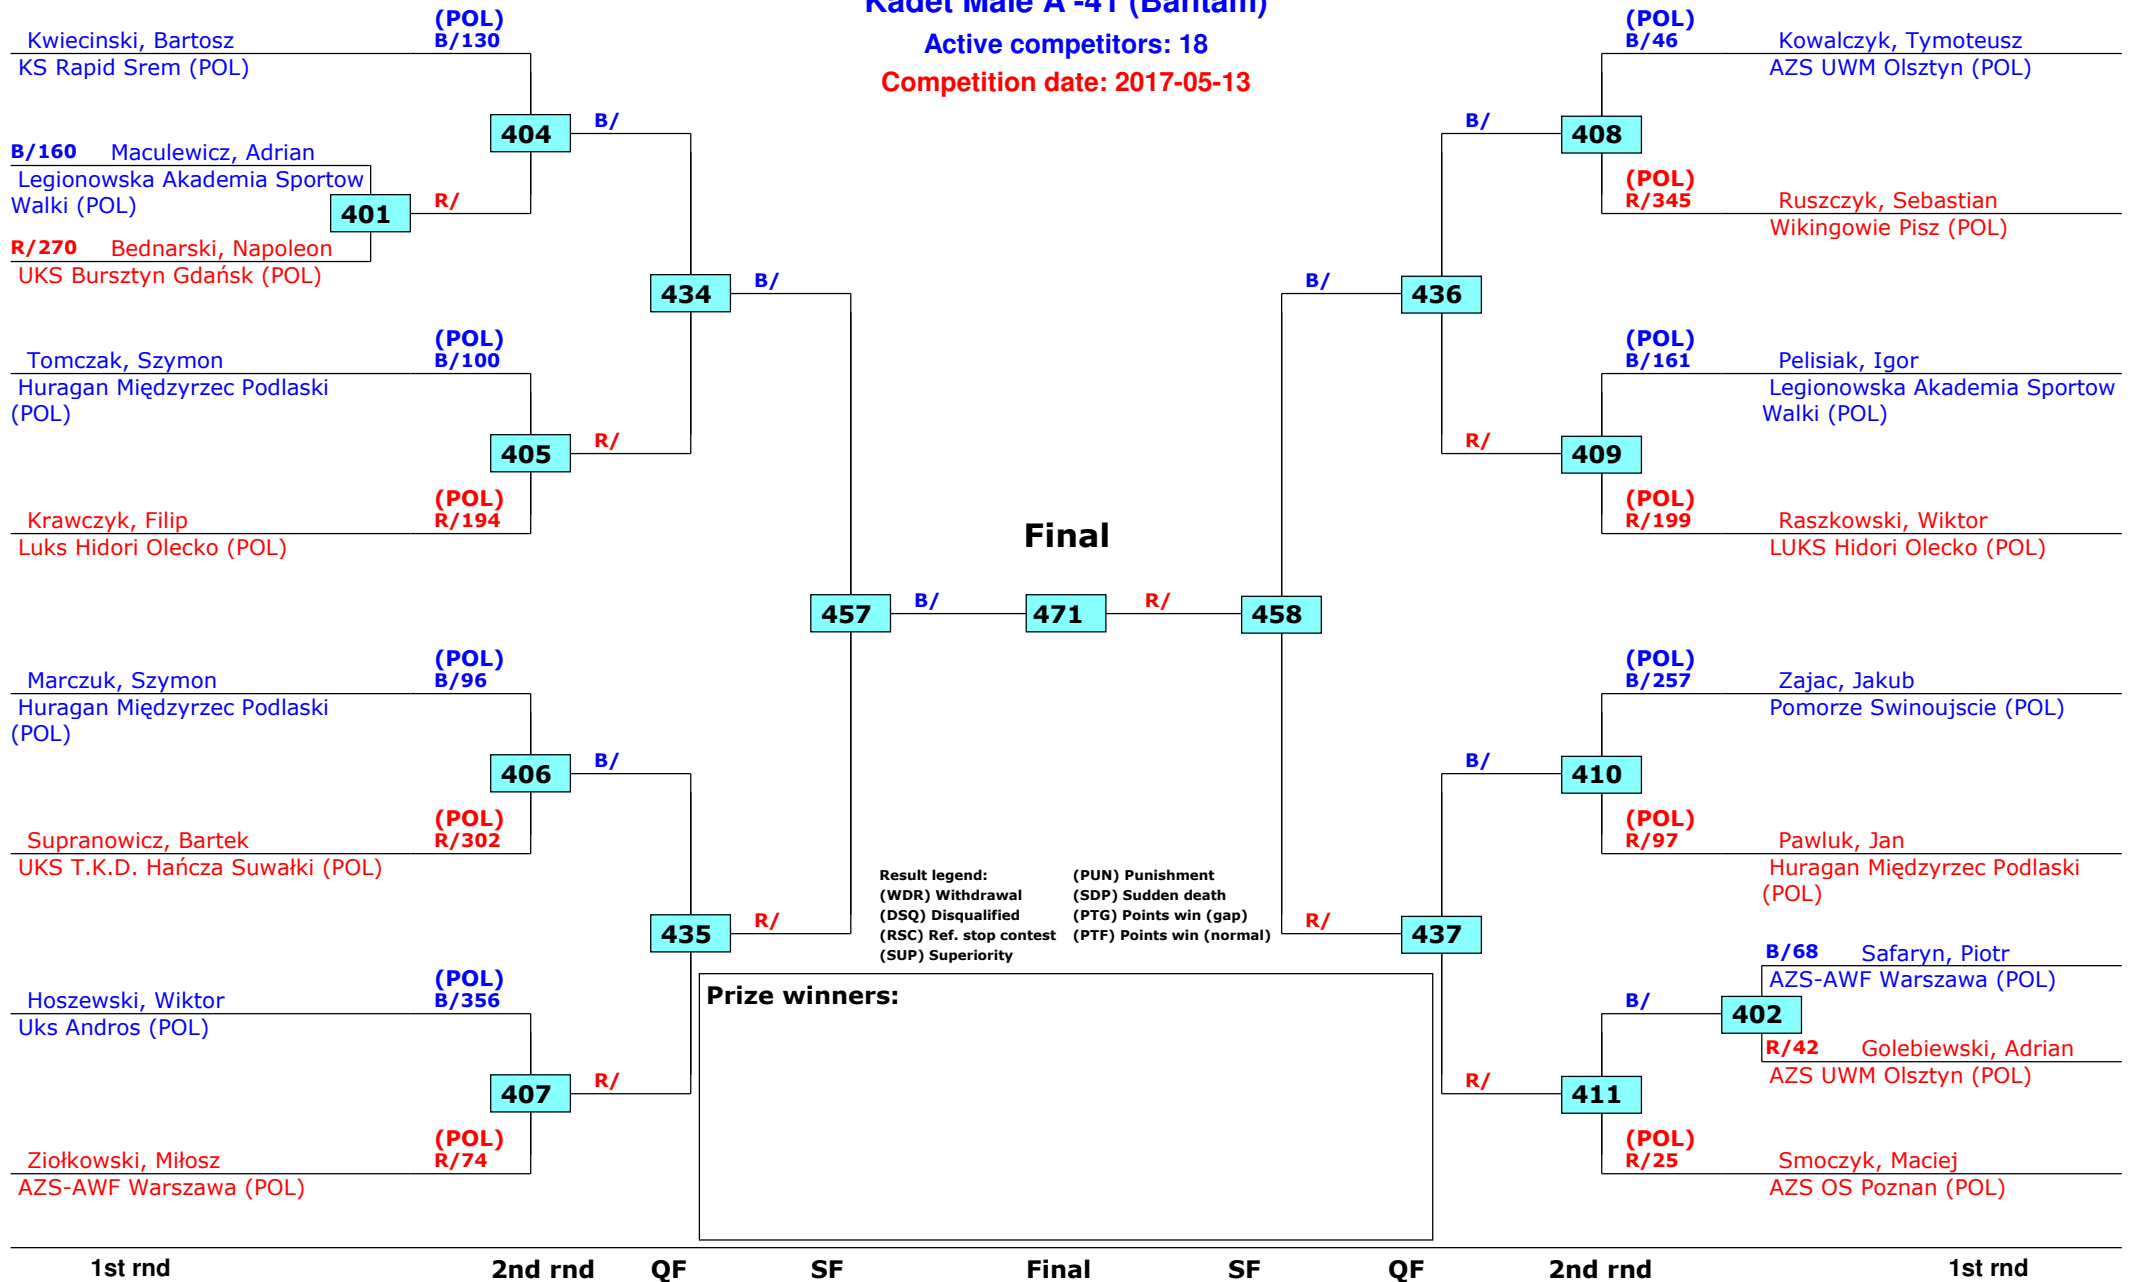 Kadet Male A -41 (Bantam)
Active competitors: 18
Competition date: 2017-05-13
(POL)
Kwiecinski, Bartosz B/130
KS Rapid Srem (POL)
404
B/
B/160 Maculewicz, Adrian
Legionowska Akademia Sportow
Walki (POL)
401
R/
R/270 Bednarski, Napoleon
UKS Bursztyn Gdańsk (POL)
434
B/
(POL)
Tomczak, Szymon B/100
Huragan Międzyrzec Podlaski
(POL)
405
R/
(POL)
Krawczyk, Filip R/194
Luks Hidori Olecko (POL)
457
B/
(POL)
Marczuk, Szymon B/96
Huragan Międzyrzec Podlaski
(POL)
406
B/
(POL)
Supranowicz, Bartek R/302
UKS T.K.D. Hańcza Suwałki (POL)
435
R/
(POL)
Hoszewski, Wiktor B/356
Uks Andros (POL)
407
R/
(POL)
Ziołkowski, Miłosz R/74
AZS-AWF Warszawa (POL)
Final
471
R/
458
(POL)
B/46 Kowalczyk, Tymoteusz
AZS UWM Olsztyn (POL)
B/
408
(POL)
R/345 Ruszczyk, Sebastian
Wikingowie Pisz (POL)
B/
436
(POL)
B/161 Pelisiak, Igor
Legionowska Akademia Sportow
Walki (POL)
R/
409
(POL)
R/199 Raszkowski, Wiktor
LUKS Hidori Olecko (POL)
(POL)
B/257 Zajac, Jakub
Pomorze Swinoujscie (POL)
B/
410
(POL)
R/97 Pawluk, Jan
Huragan Międzyrzec Podlaski
(POL)
R/
437
B/68 Safaryn, Piotr
AZS-AWF Warszawa (POL)
B/
402
R/42 Golebiewski, Adrian
AZS UWM Olsztyn (POL)
R/
411
(POL)
R/25 Smoczyk, Maciej
AZS OS Poznan (POL)
Result legend: (PUN) Punishment
(WDR) Withdrawal (SDP) Sudden death
(DSQ) Disqualified (PTG) Points win (gap)
(RSC) Ref. stop contest (PTF) Points win (normal)
(SUP) Superiority
Prize winners:
1st rnd 2nd rnd QF SF Final SF QF 2nd rnd 1st rnd